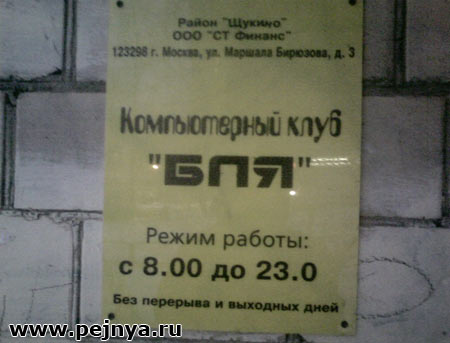 Район "Щукино"
ООО "СТ Финанс"
123298 г. Москва, ул. Маршала Бирюзова, д. 3
Компьютерный клуб
"БЛЯ"
Режим работы:
с 8.00 до 23.0
Без перерыва и выходных дней
www.pejnya.ru